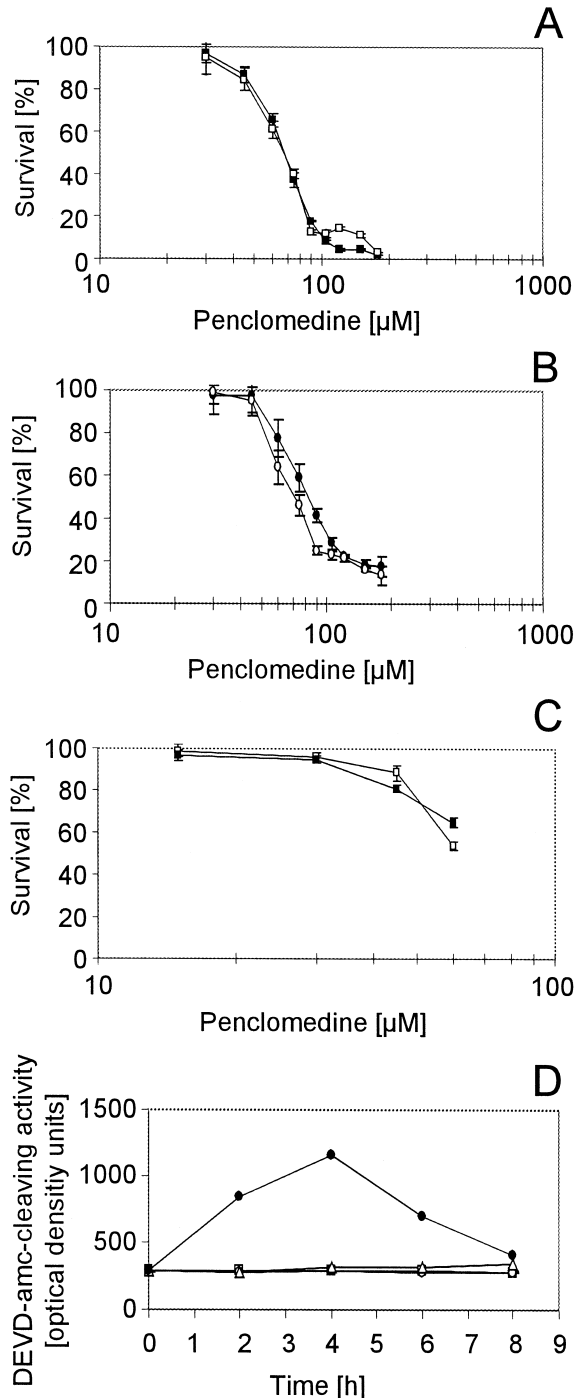 A
Survival [%]
100
80
60
40
20
0
10 100 1000
Penclomedine [µM]
B
Survival [%]
100
80
60
40
20
0
10 100 1000
Penclomedine [µM]
C
Survival [%]
100
80
60
40
20
0
10 100
Penclomedine [µM]
D
DEVD-amc-cleaving activity
[optical densitiy units]
1500
1000
500
0
0 1 2 3 4 5 6 7 8 9
Time [h]